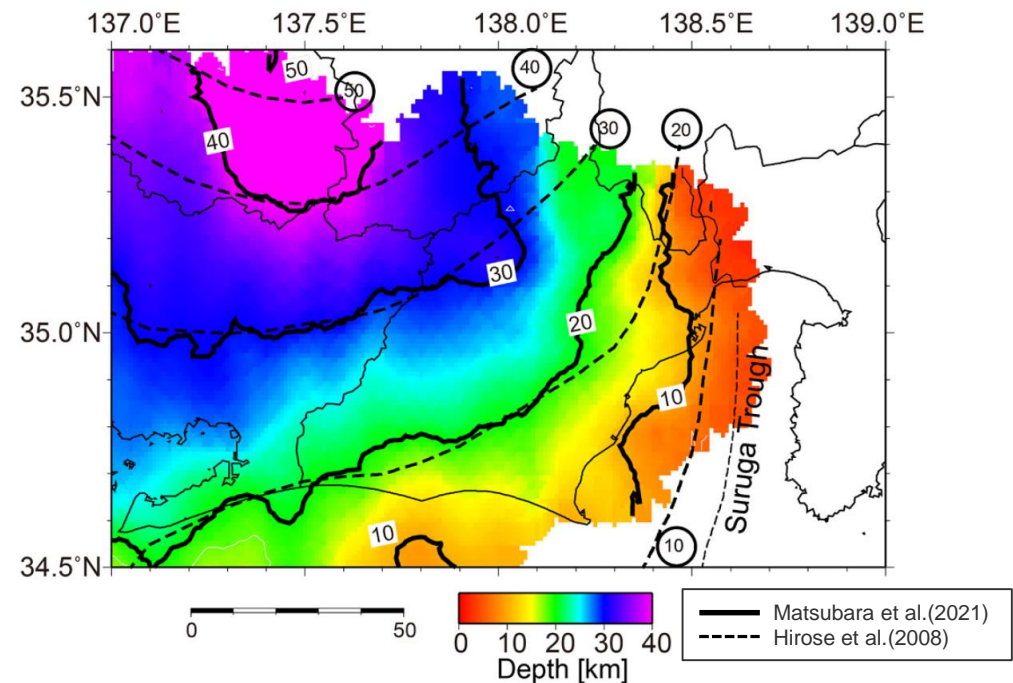 137.0˚E 137.5˚E 138.0˚E 138.5˚E 139.0˚E
50
40
50
35.5˚N
30
20
40
30
20
35.0˚N
10
Suruga Trough
10
10
34.5˚N
0 50
0 10 20 30 40
Depth [km]
Matsubara et al.(2021)
Hirose et al.(2008)